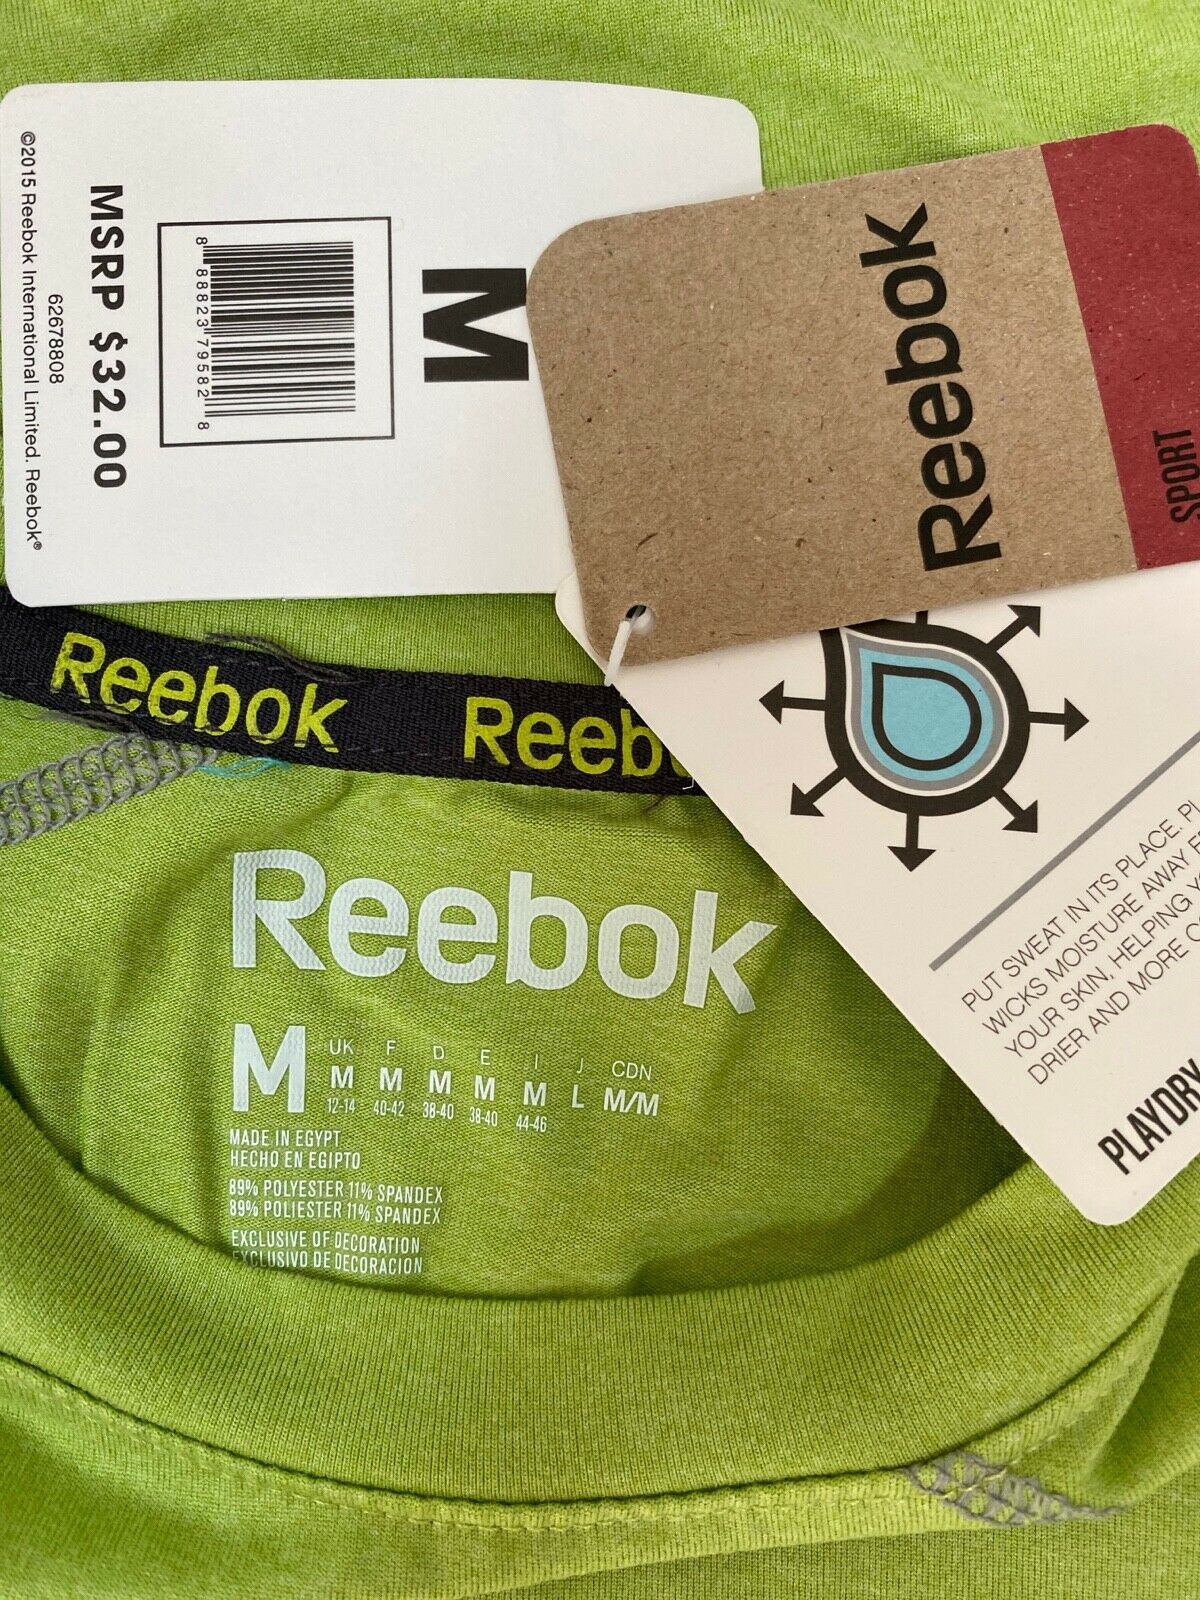 ©2015 Reebok International Limited. Reebok®
62678808
MSRP $32.00
8 88823 79582 8
M
Reebok
SPORT
Reebok Reeb
PUT SWEAT IN ITS PLACE.
WICKS MOISTURE AWAY
YOUR SKIN, HELPING
DRIER AND MORE
PLAYDRY
Reebok
M
UK F D E I J CDN
M M M M M L M/M
12-14 40-42 38-40 38-40 44-46
MADE IN EGYPT
HECHO EN EGIPTO
89% POLYESTER 11% SPANDEX
89% POLIESTER 11% SPANDEX
EXCLUSIVE OF DECORATION
EXCLUSIVO DE DECORACION